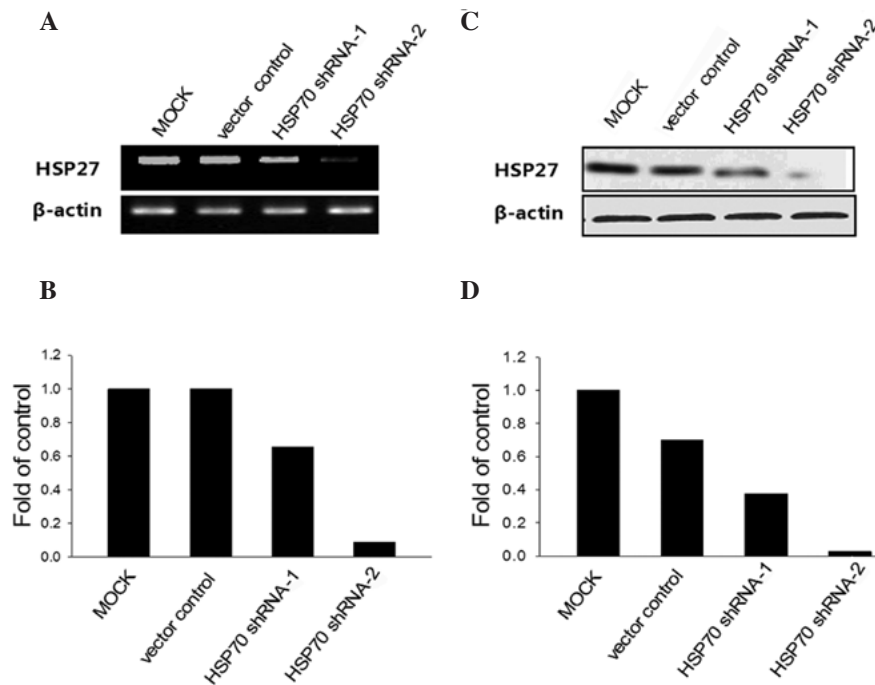 A
MOCK
vector control
HSP70 shRNA-1
HSP70 shRNA-2
HSP27
β-actin
C
MOCK
vector control
HSP70 shRNA-1
HSP70 shRNA-2
HSP27
β-actin
B
Fold of control
1.2
1.0
0.8
0.6
0.4
0.2
0.0
MOCK
vector control
HSP70 shRNA-1
HSP70 shRNA-2
D
Fold of control
1.2
1.0
0.8
0.6
0.4
0.2
0.0
MOCK
vector control
HSP70 shRNA-1
HSP70 shRNA-2